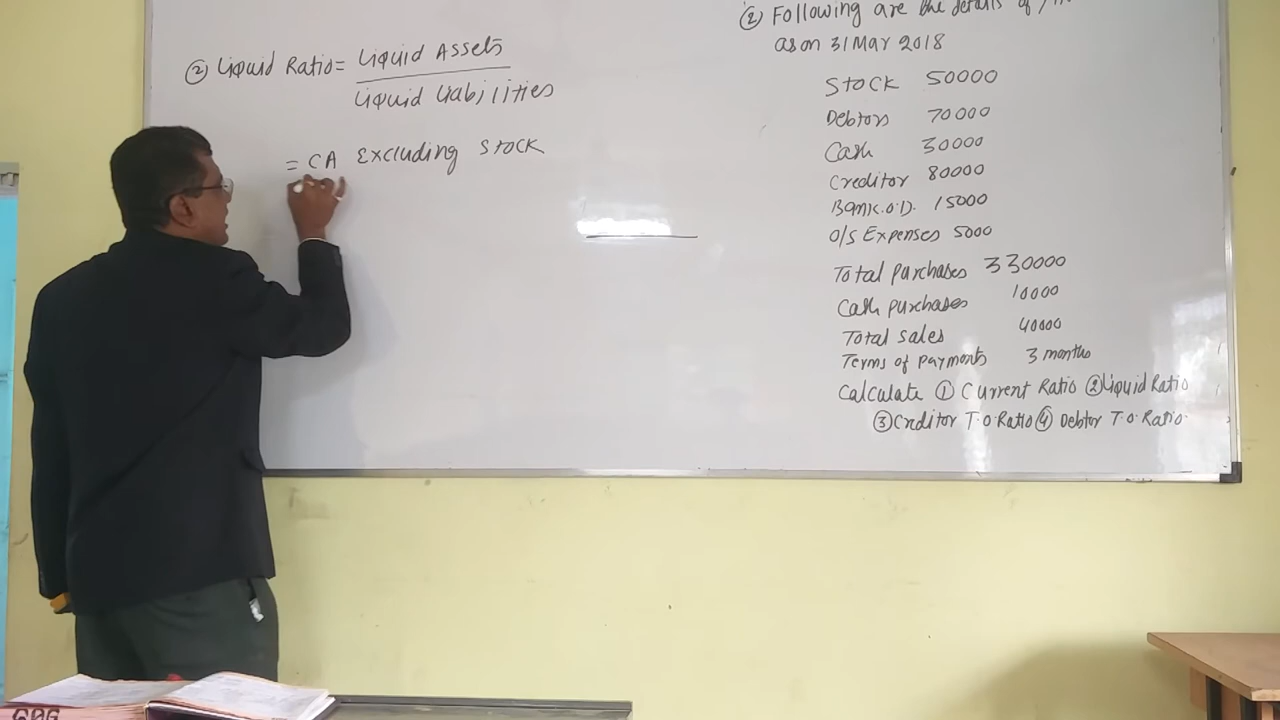 ② Liquid Ratio = Liquid Assets
Liquid Liabilities
= CA Excluding Stock
② Following are the details of
as on 31 Mar 2018
Stock 50000
Debtors 70000
Cash 30000
Creditor 80000
Bank.O.D. 15000
O/S Expenses 5000
Total purchases 330000
Cash purchases 10000
Total sales 40000
Terms of payments 3 months
Calculate ① Current Ratio ② Liquid Ratio
③ Creditor T.O. Ratio ④ Debtor T.O. Ratio.